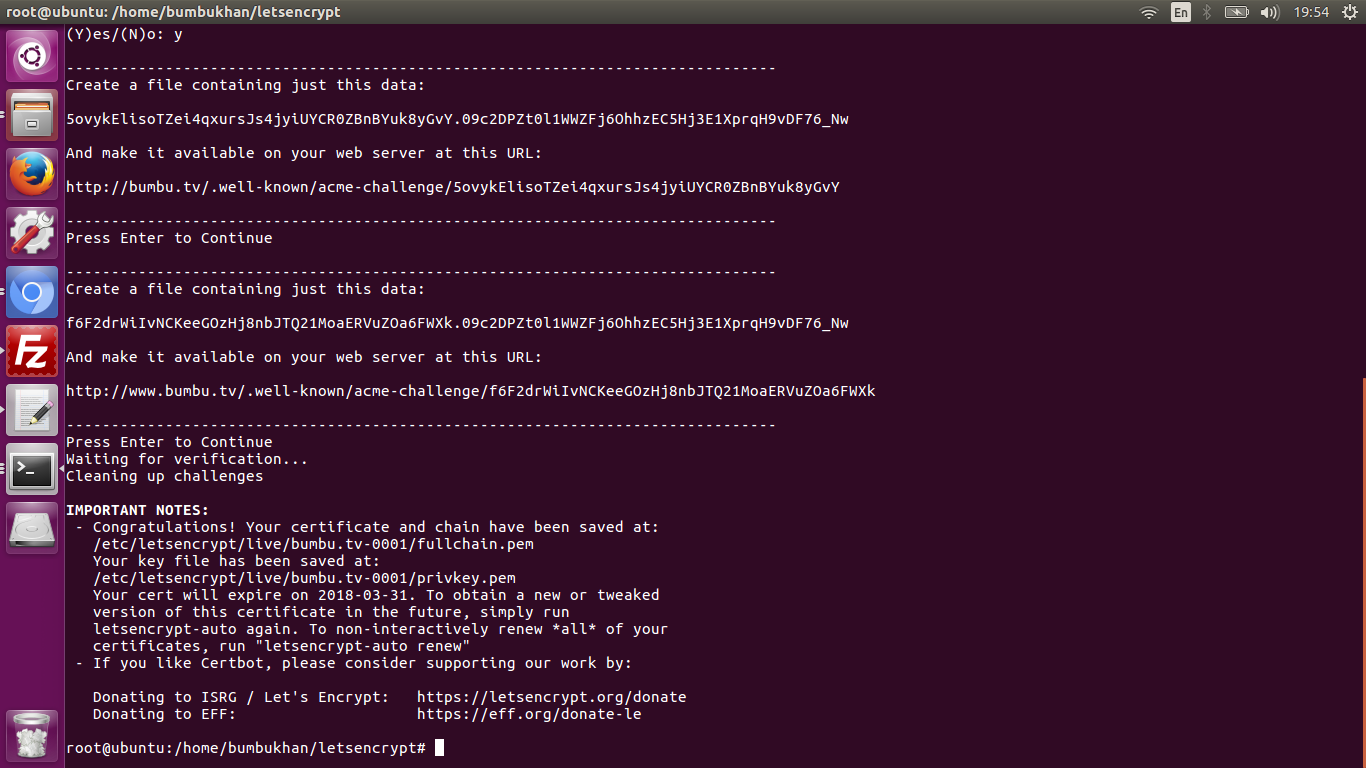 root@ubuntu: /home/bumbukhan/letsencrypt
En
19:54
(Y)es/(N)o: y
-------------------------------------------------------------------------------
Create a file containing just this data:
5ovykElisoTZei4qxursJs4jyiUYCR0ZBnBYuk8yGvY.09c2DPZt0l1WWZFj6OhhzEC5Hj3E1XprqH9vDF76_Nw
And make it available on your web server at this URL:
http://bumbu.tv/.well-known/acme-challenge/5ovykElisoTZei4qxursJs4jyiUYCR0ZBnBYuk8yGvY
-------------------------------------------------------------------------------
Press Enter to Continue
-------------------------------------------------------------------------------
Create a file containing just this data:
f6F2drWiIvNCKeeGOzHj8nbJTQ21MoaERVuZOa6FWXk.09c2DPZt0l1WWZFj6OhhzEC5Hj3E1XprqH9vDF76_Nw
And make it available on your web server at this URL:
http://www.bumbu.tv/.well-known/acme-challenge/f6F2drWiIvNCKeeGOzHj8nbJTQ21MoaERVuZOa6FWXk
-------------------------------------------------------------------------------
Press Enter to Continue
Waiting for verification...
Cleaning up challenges
IMPORTANT NOTES:
- Congratulations! Your certificate and chain have been saved at:
/etc/letsencrypt/live/bumbu.tv-0001/fullchain.pem
Your key file has been saved at:
/etc/letsencrypt/live/bumbu.tv-0001/privkey.pem
Your cert will expire on 2018-03-31. To obtain a new or tweaked
version of this certificate in the future, simply run
letsencrypt-auto again. To non-interactively renew *all* of your
certificates, run "letsencrypt-auto renew"
- If you like Certbot, please consider supporting our work by:
Donating to ISRG / Let's Encrypt:   https://letsencrypt.org/donate
Donating to EFF:                    https://eff.org/donate-le
root@ubuntu:/home/bumbukhan/letsencrypt#